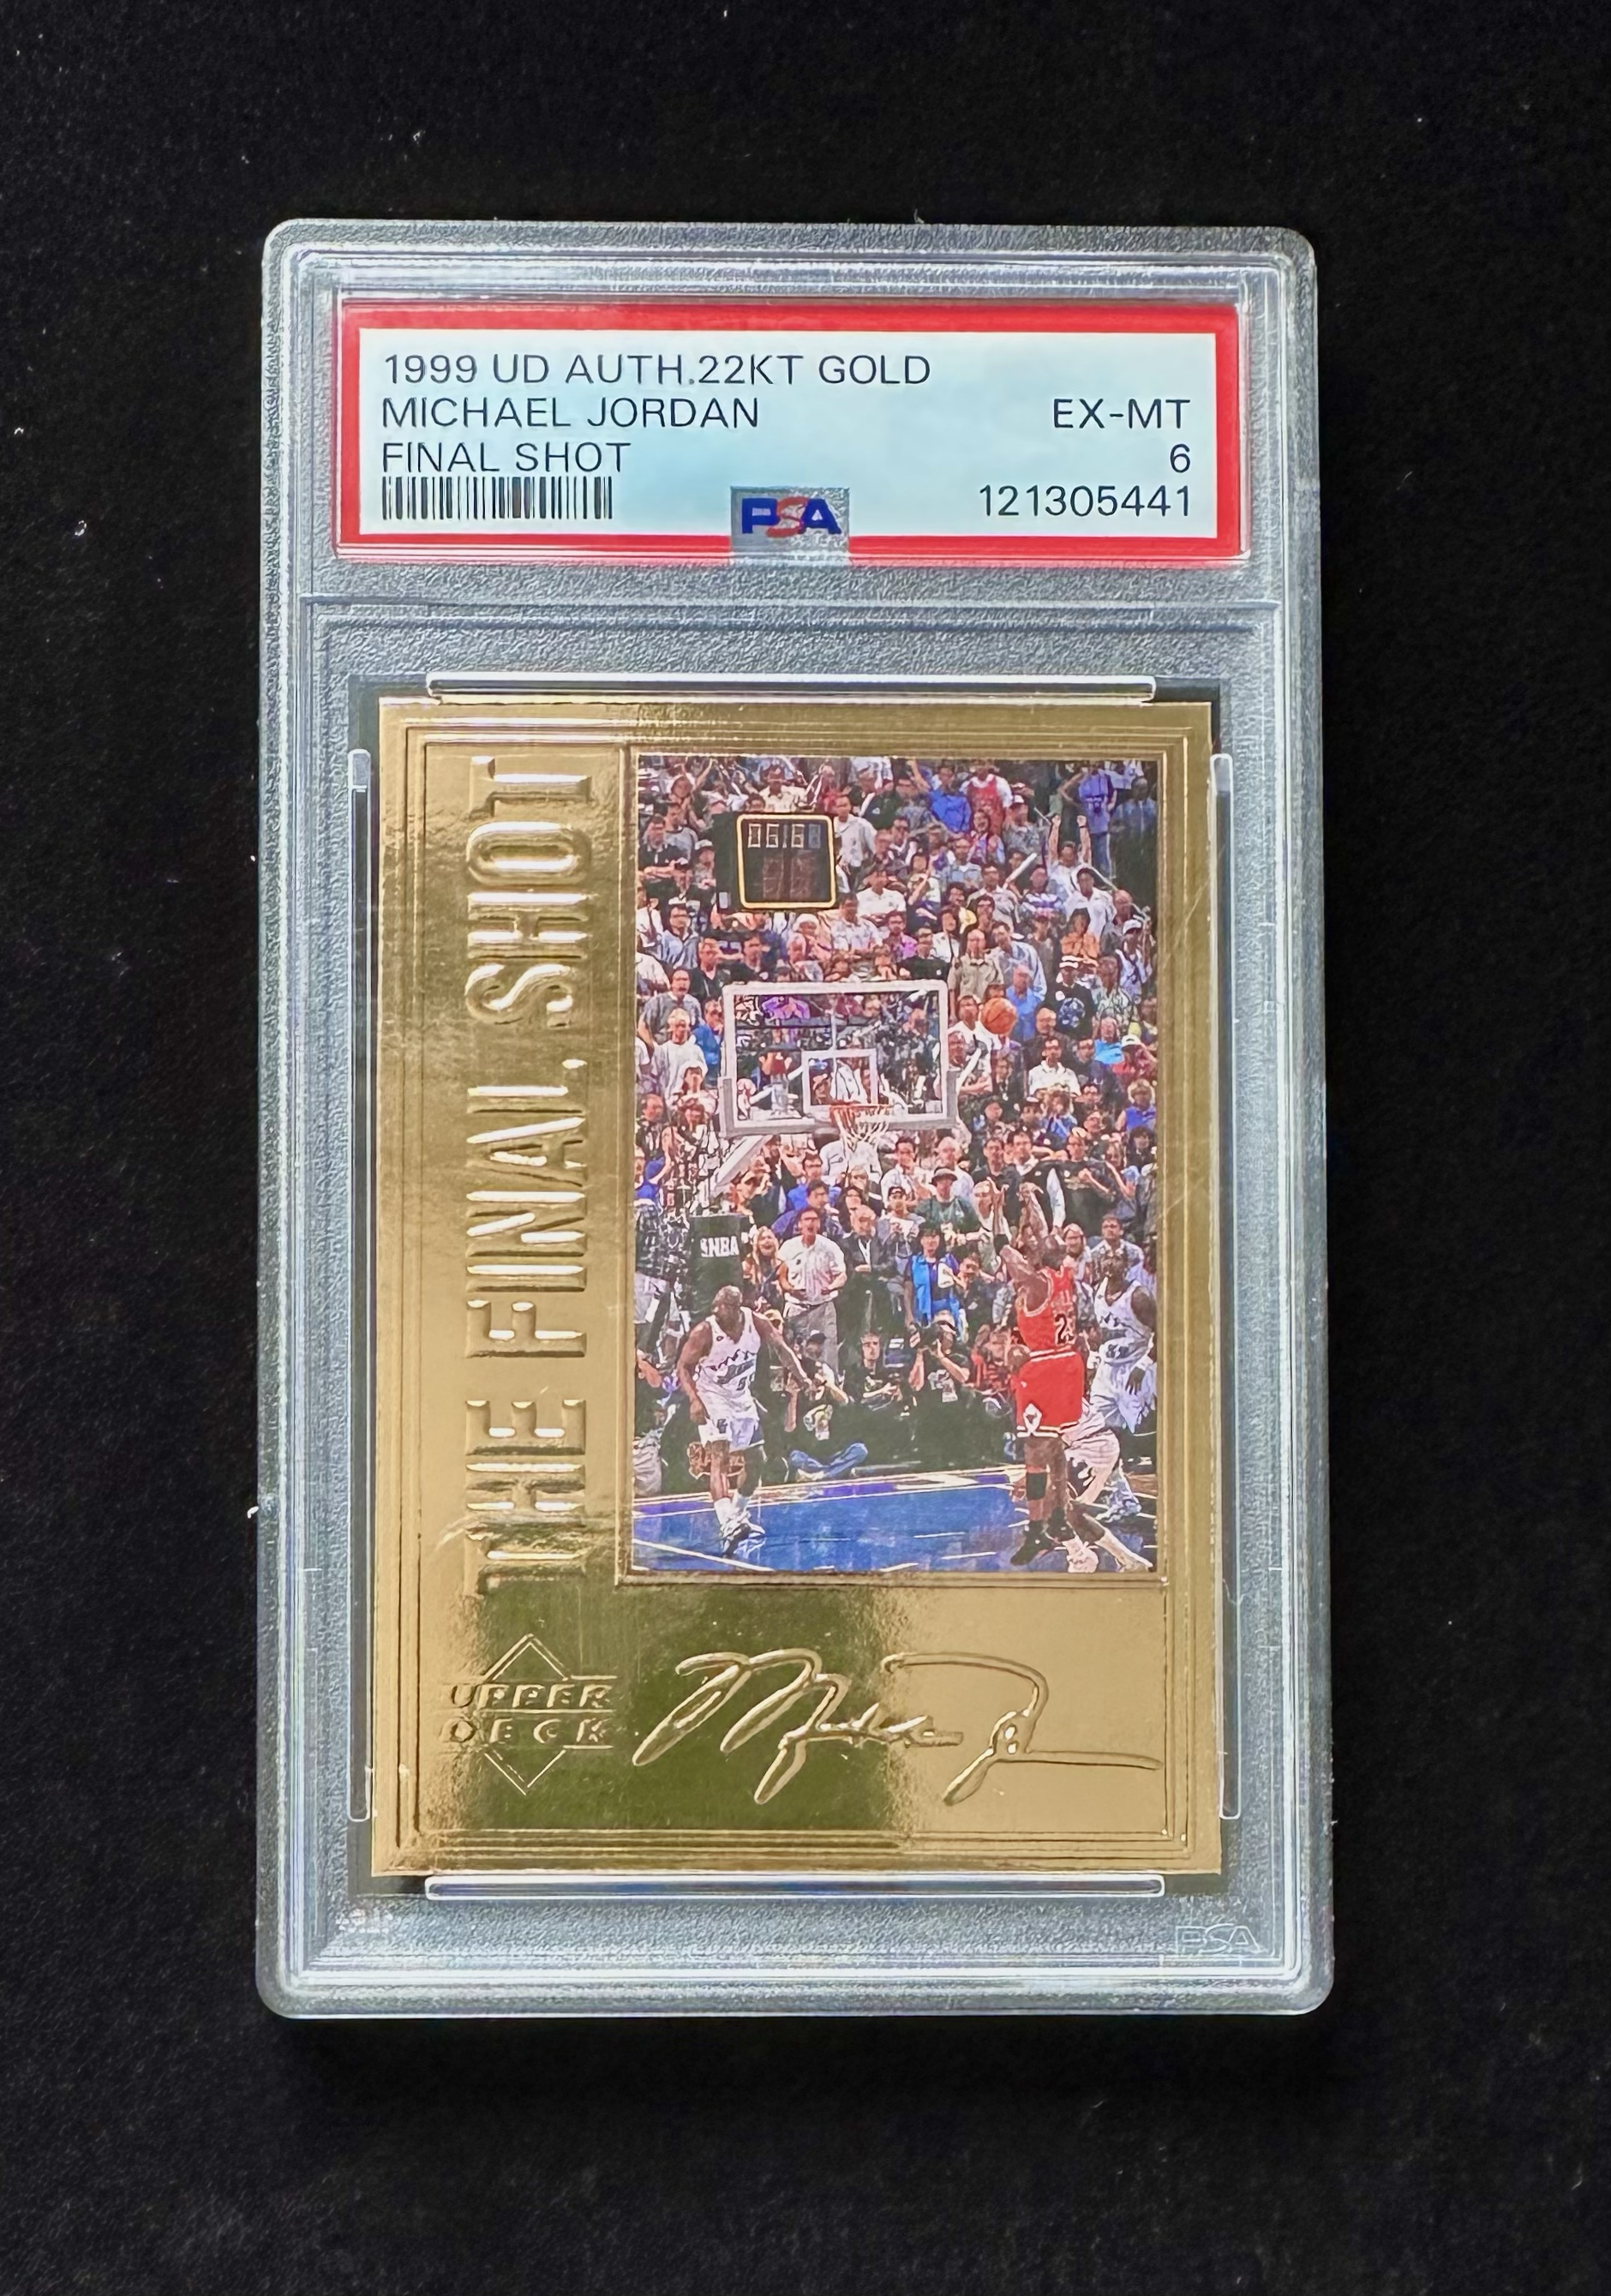 1999 UD AUTH.22KT GOLD
MICHAEL JORDAN EX-MT
FINAL SHOT 6
121305441
PSA
THE FINAL SHOT
NBA
UPPER
DECK
PSA